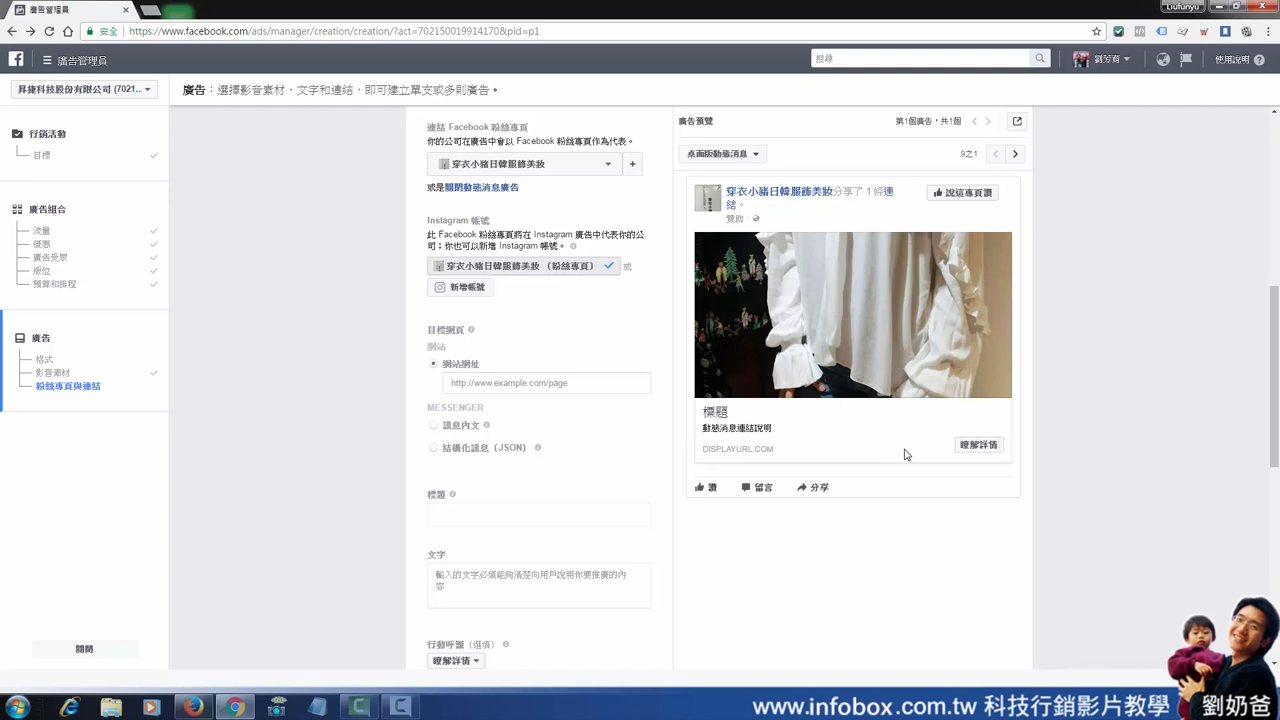 廣告管理員
Liufunyu
安全 https://www.facebook.com/ads/manager/creation/creation/?act=702150019914170&pid=p1
廣告管理員
搜尋
劉芳育
使用說明
昇捷科技股份有限公司 (7021..
廣告：選擇影音素材、文字和連結，即可建立單支或多則廣告。
行銷活動
目標
廣告組合
流量
優惠
廣告受眾
版位
預算和排程
廣告
格式
影音素材
粉絲專頁與連結
關閉
連結 Facebook 粉絲專頁
你的公司在廣告中會以 Facebook 粉絲專頁作為代表。
穿衣小豬日韓服飾美妝
+
或是關閉動態消息廣告
Instagram 帳號
此 Facebook 粉絲專頁將在 Instagram 廣告中代表你的公
司；你也可以新增 Instagram 帳號。
穿衣小豬日韓服飾美妝 （粉絲專頁）
或
新增帳號
目標網頁
網站
網站網址
http://www.example.com/page
MESSENGER
訊息內文
結構化訊息（JSON）
標題
文字
輸入的文字必須能夠清楚向用戶說明你要推廣的內
容
行動呼籲（選填）
瞭解詳情
廣告預覽
第1個廣告，共1個
桌面版動態消息
9之1
穿衣小豬日韓服飾美妝分享了 1 條連
結。
贊助
說這專頁讚
標題
動態消息連結說明
DISPLAYURL.COM
瞭解詳情
讚
留言
分享
www.infobox.com.tw 科技行銷影片教學
劉奶爸